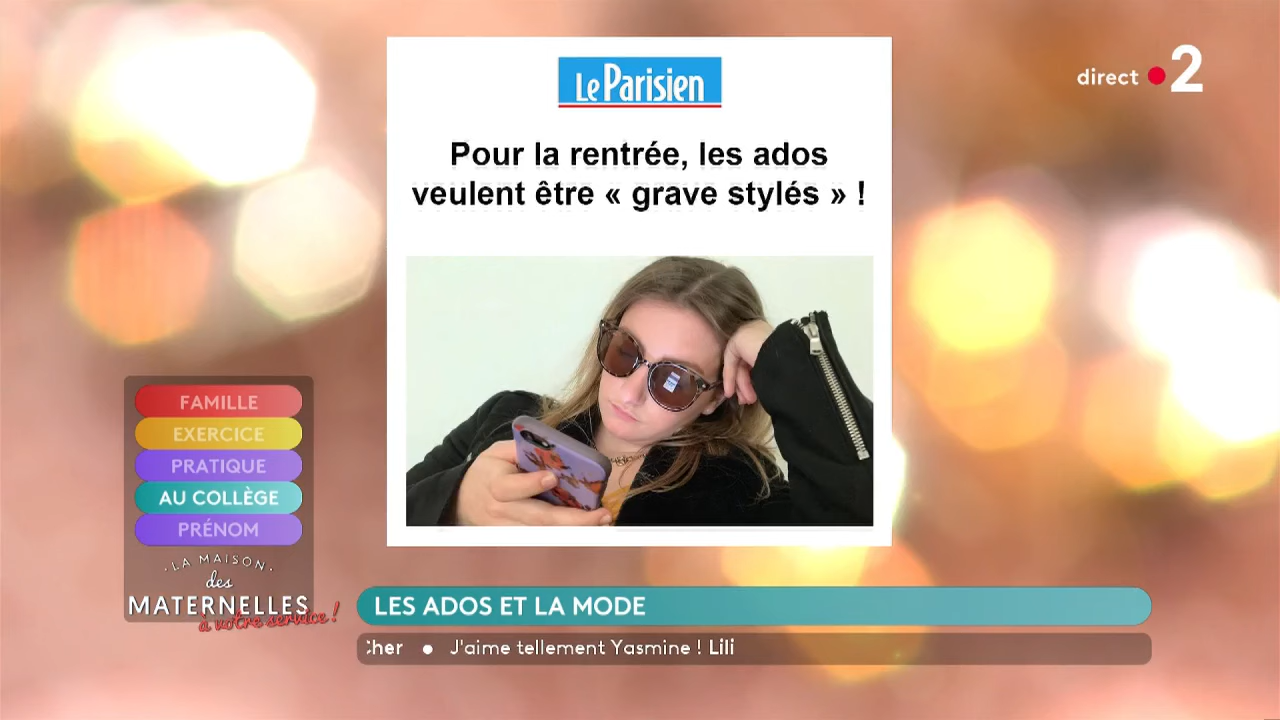 direct 2
Le Parisien
Pour la rentrée, les ados
veulent être « grave stylés » !
FAMILLE
EXERCICE
PRATIQUE
AU COLLÈGE
PRÉNOM
.LA MAISON.
des
MATERNELLES
à votre service !
LES ADOS ET LA MODE
J'aime tellement Yasmine ! Lili